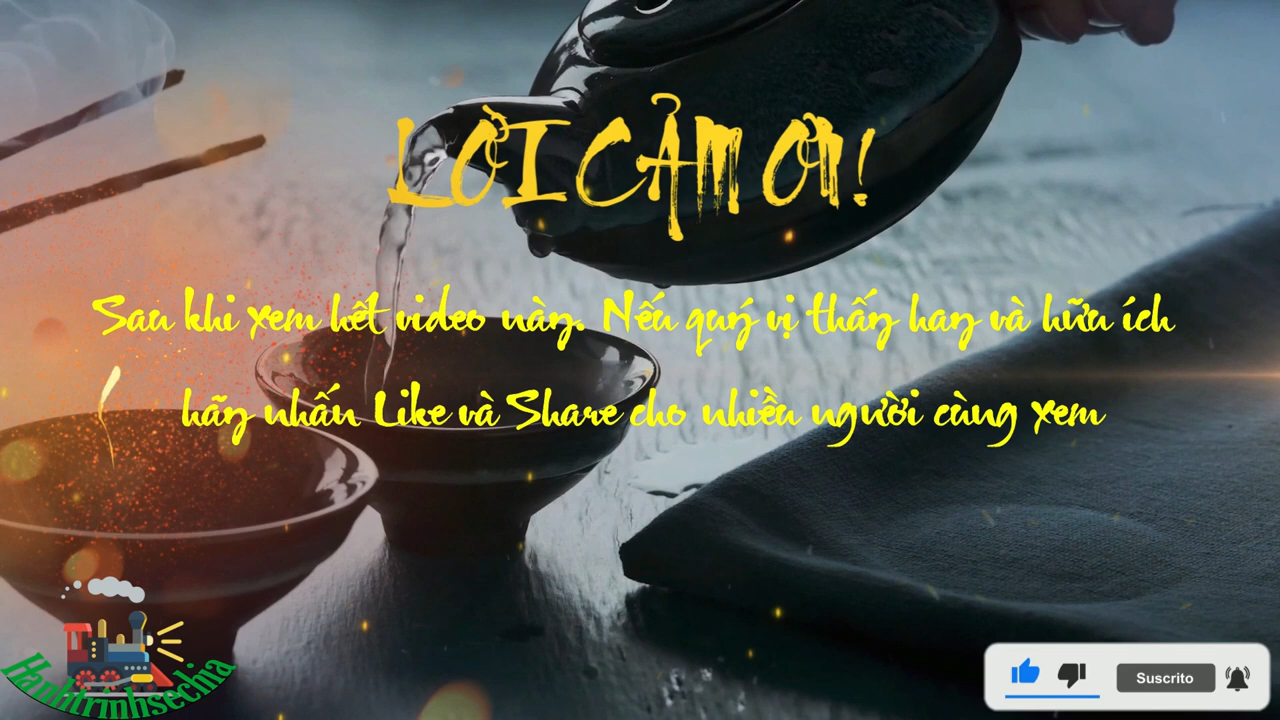 LỜI CẢM ƠN!
Sau khi xem hết video này. Nếu quý vị thấy hay và hữu ích
hãy nhấn Like và Share cho nhiều người cùng xem
Hanhtrinhsechia
Suscrito